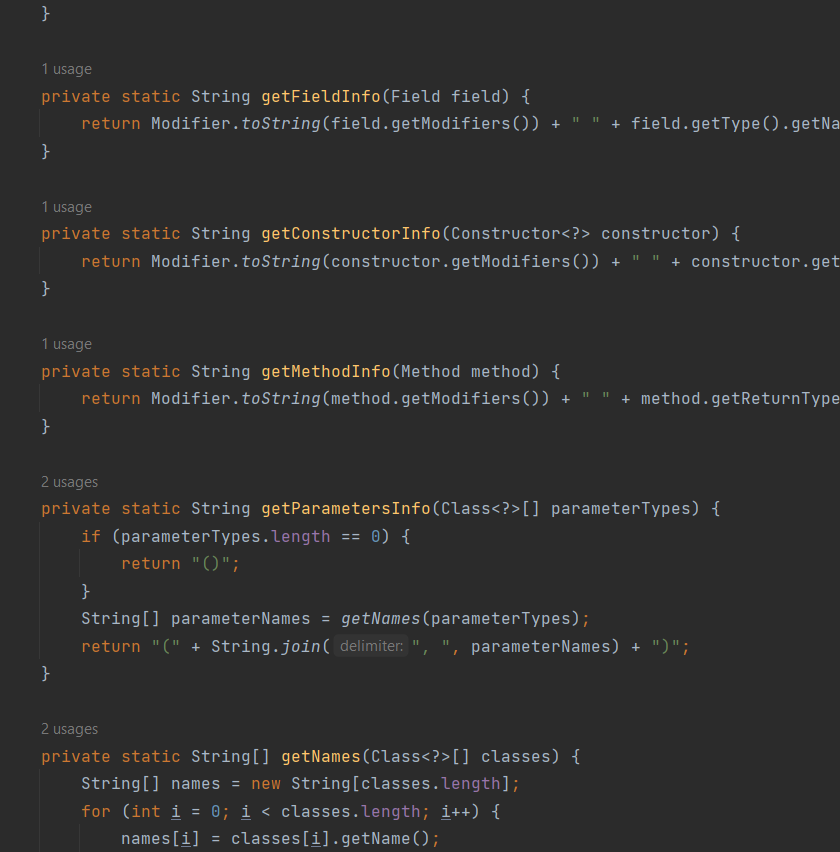 }
1 usage
private static String getFieldInfo(Field field) {
return Modifier.toString(field.getModifiers()) + " " + field.getType().getNa
}
1 usage
private static String getConstructorInfo(Constructor<?> constructor) {
return Modifier.toString(constructor.getModifiers()) + " " + constructor.get
}
1 usage
private static String getMethodInfo(Method method) {
return Modifier.toString(method.getModifiers()) + " " + method.getReturnType
}
2 usages
private static String getParametersInfo(Class<?>[] parameterTypes) {
if (parameterTypes.length == 0) {
return "()";
}
String[] parameterNames = getNames(parameterTypes);
return "(" + String.join( delimiter: ", ", parameterNames) + ")";
}
2 usages
private static String[] getNames(Class<?>[] classes) {
String[] names = new String[classes.length];
for (int i = 0; i < classes.length; i++) {
names[i] = classes[i].getName();